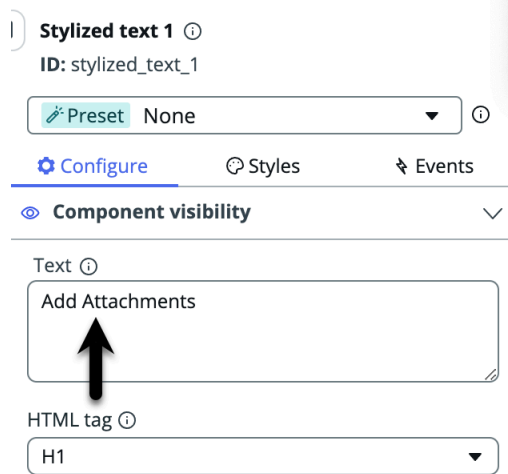 Stylized text 1
ID: stylized_text_1
Preset None
Configure Styles Events
Component visibility
Text
Add Attachments
HTML tag
H1